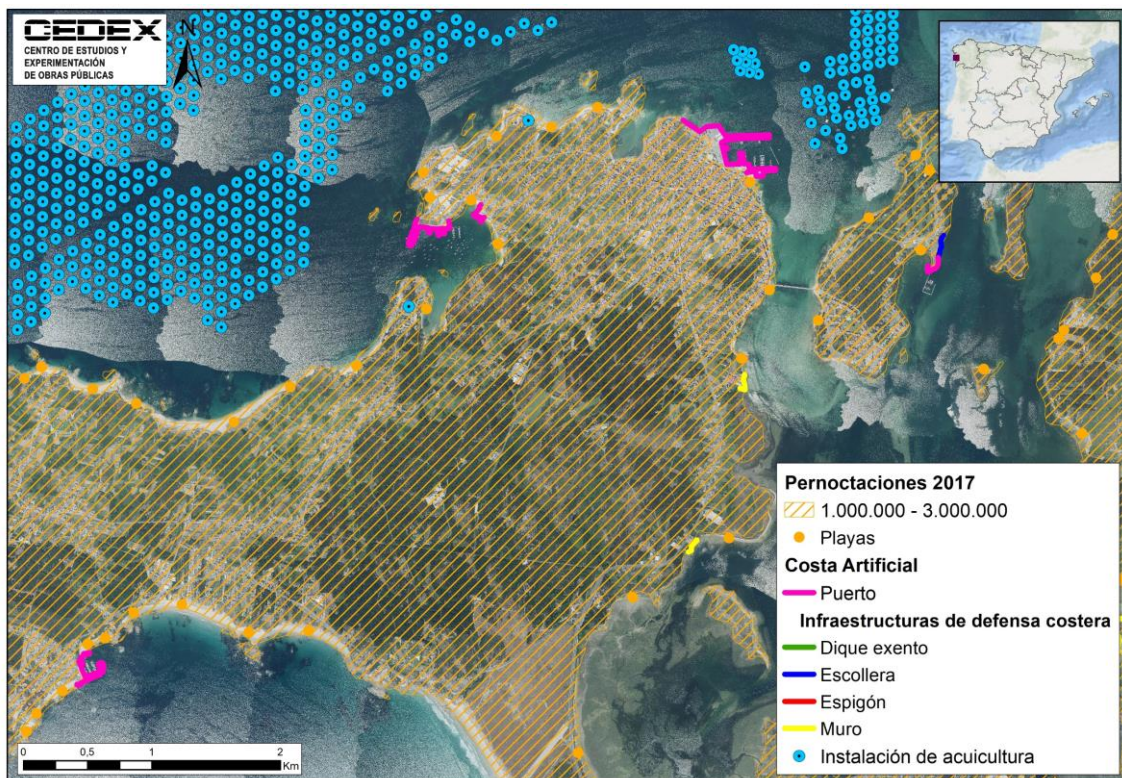 CEDEX
CENTRO DE ESTUDIOS Y
EXPERIMENTACIÓN
DE OBRAS PÚBLICAS
N
Pernoctaciones 2017
1.000.000 - 3.000.000
Playas
Costa Artificial
Puerto
Infraestructuras de defensa costera
Dique exento
Escollera
Espigón
Muro
Instalación de acuicultura
0 0,5 1 2
Km